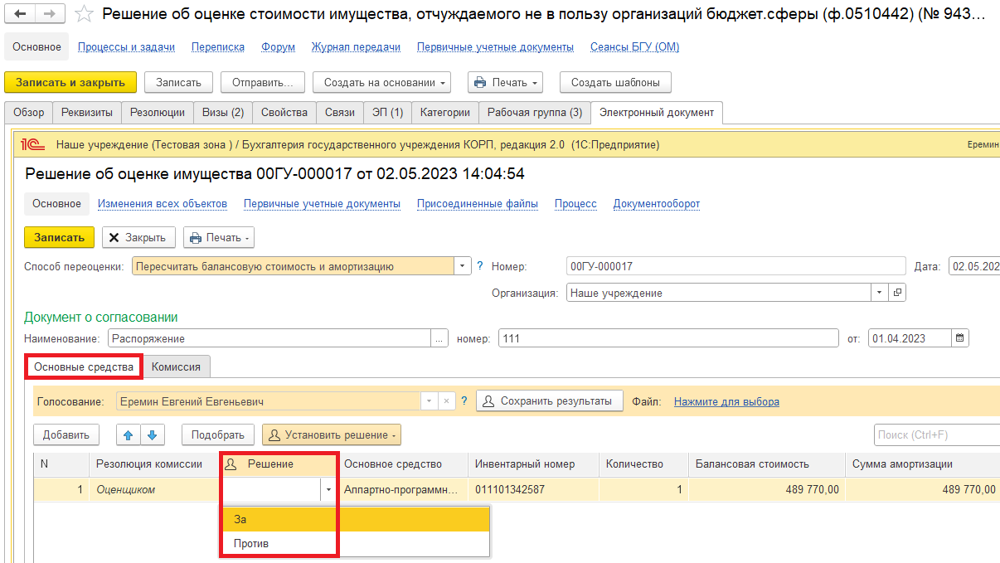 Решение об оценке стоимости имущества, отчуждаемого не в пользу организаций бюджет.сферы (ф.0510442) (№ 943...
Основное Процессы и задачи Переписка Форум Журнал передачи Первичные учетные документы Сеансы БГУ (ОМ)
Записать и закрыть Записать Отправить... Создать на основании Печать Создать шаблоны
Обзор Реквизиты Резолюции Визы (2) Свойства Связи ЭП (1) Категории Рабочая группа (3) Электронный документ
1С Наше учреждение (Тестовая зона ) / Бухгалтерия государственного учреждения КОРП, редакция 2.0 (1С:Предприятие) Еремин
Решение об оценке имущества 00ГУ-000017 от 02.05.2023 14:04:54
Основное Изменения всех объектов Первичные учетные документы Присоединенные файлы Процесс Документооборот
Записать Закрыть Печать
Способ переоценки: Пересчитать балансовую стоимость и амортизацию ? Номер: 00ГУ-000017 Дата: 02.05.202
Организация: Наше учреждение
Документ о согласовании
Наименование: Распоряжение ... номер: 111 от: 01.04.2023
Основные средства Комиссия
Голосование: Еремин Евгений Евгеньевич × ? Сохранить результаты Файл: Нажмите для выбора
Добавить Подобрать Установить решение Поиск (Ctrl+F)
N Резолюция комиссии Решение Основное средство Инвентарный номер Количество Балансовая стоимость Сумма амортизации
1 Оценщиком Аппартно-программн... 011101342587 1 489 770,00 489 770,00
За
Против